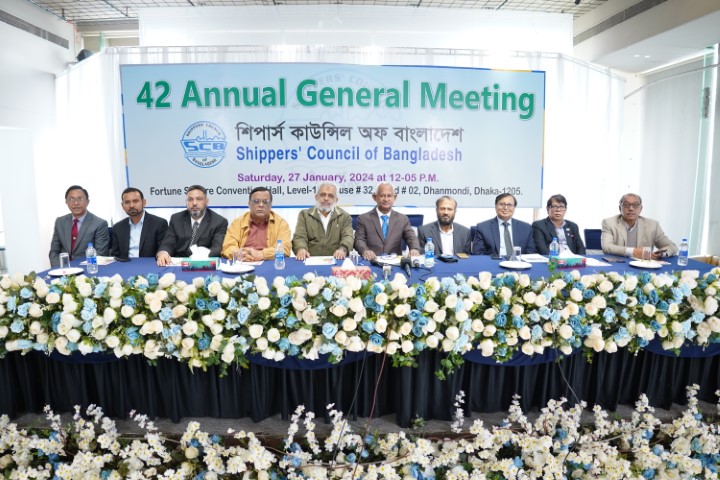 42 Annual General Meeting
শিপার্স কাউন্সিল অফ বাংলাদেশ
SCB
Shippers' Council of Bangladesh
Saturday, 27 January, 2024 at 12-05 P.M.
Fortune Hall, Level-1 # 32 # 02, Dhanmondi, Dhaka-1205.